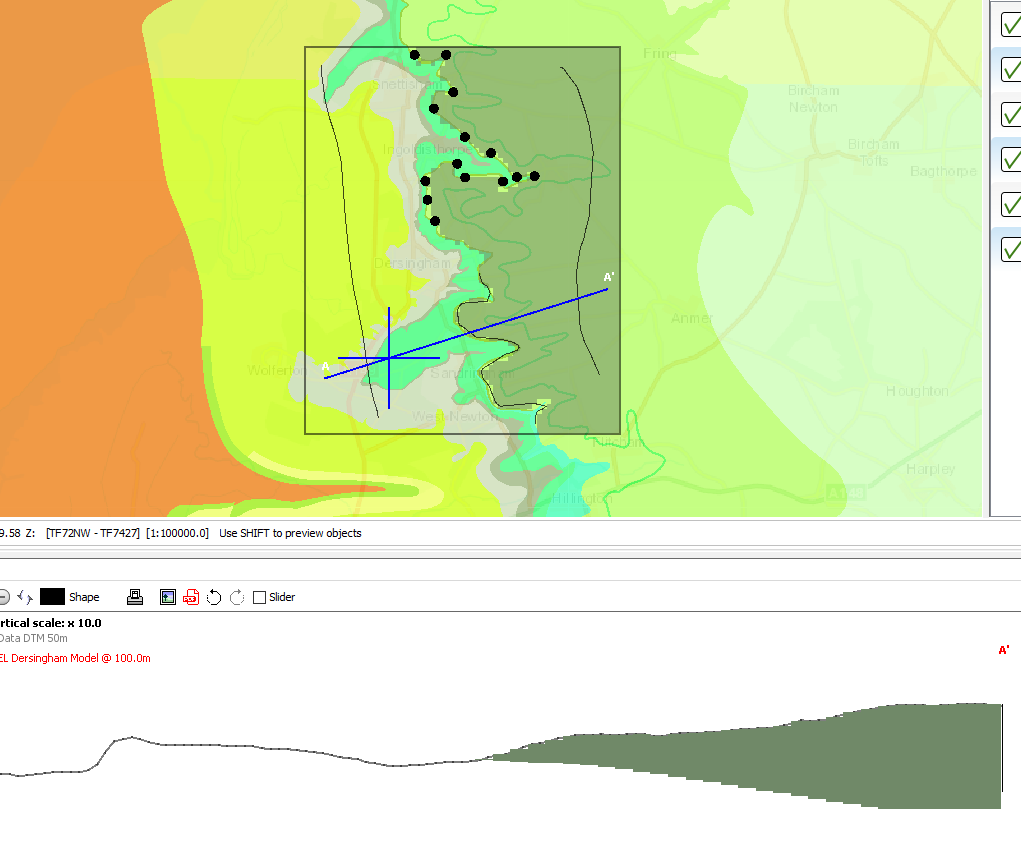 Fring
Snettisham
Bircham
Newton
Bircham
Tofts
Ingoldisthorpe
Bagthorpe
Dersingham
A'
Anmer
A
Wolferton
Sandringham
Houghton
West Newton
Flitcham
Harpley
A148
Hillington
9.58 Z: [TF72NW - TF7427] [1:100000.0] Use SHIFT to preview objects
Shape
Slider
rtical scale: x 10.0
Data DTM 50m
A'
EL Dersingham Model @ 100.0m